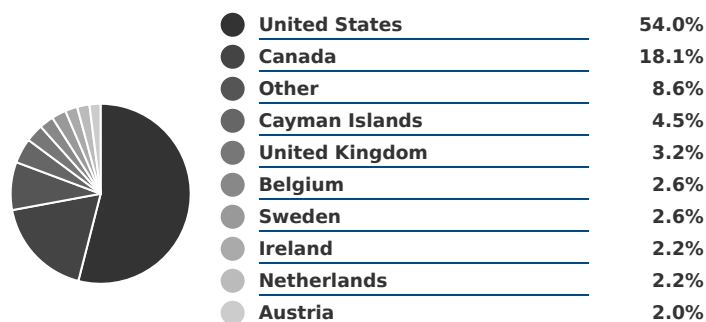 United States 54.0%
Canada 18.1%
Other 8.6%
Cayman Islands 4.5%
United Kingdom 3.2%
Belgium 2.6%
Sweden 2.6%
Ireland 2.2%
Netherlands 2.2%
Austria 2.0%